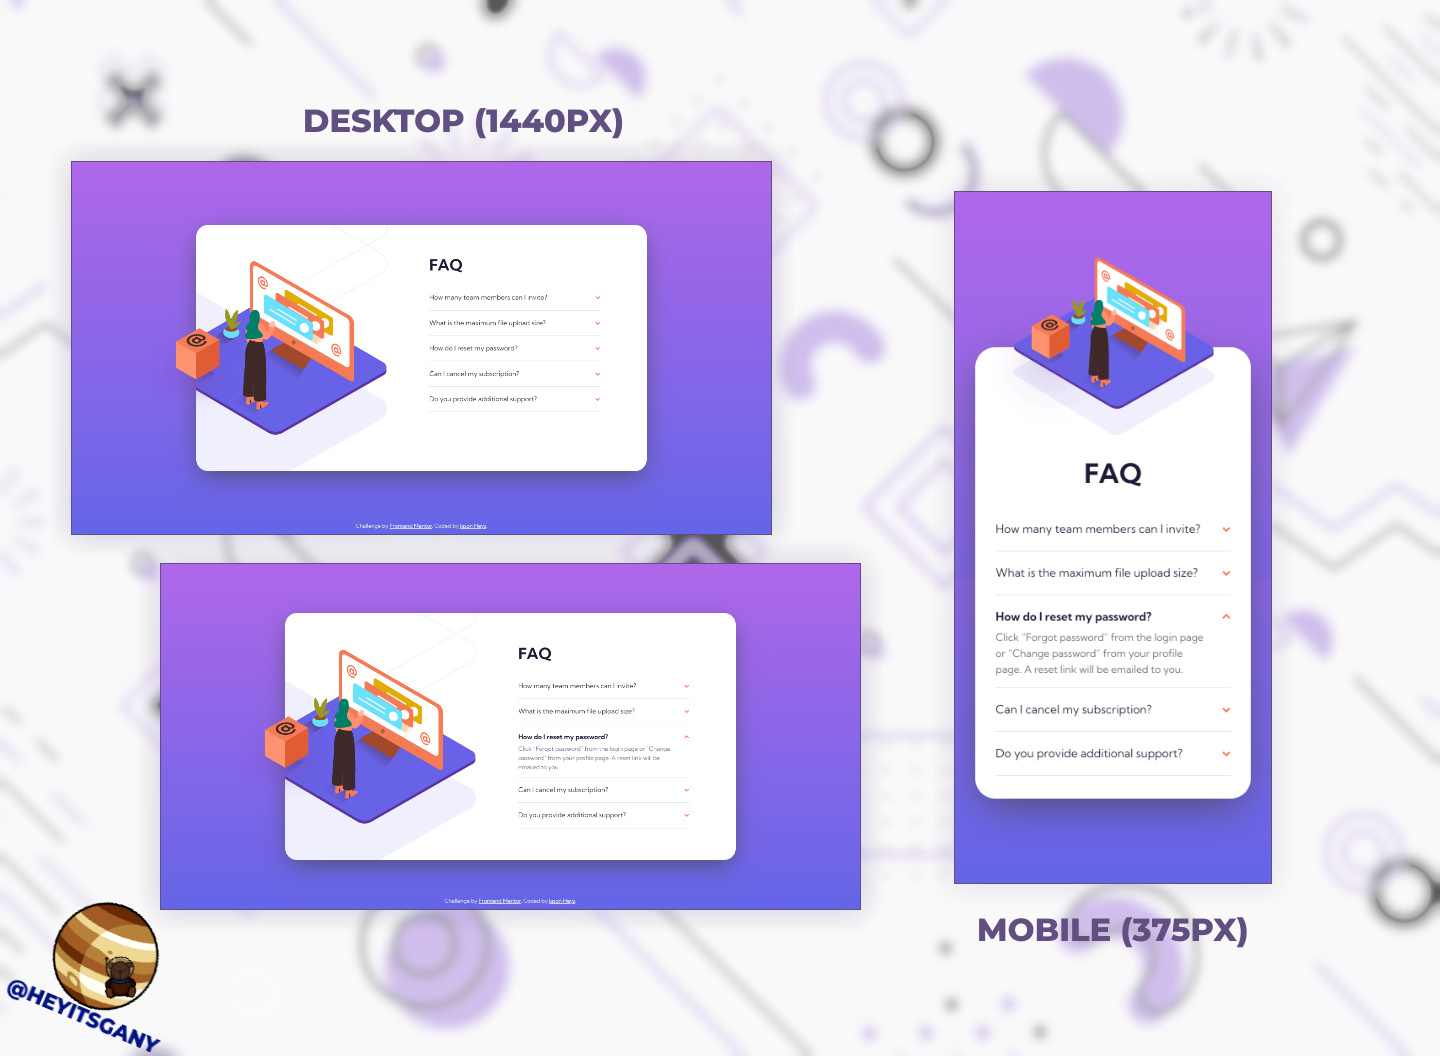 DESKTOP (1440PX)
FAQ
How many team members can I invite?
What is the maximum file upload size?
How do I reset my password?
Can I cancel my subscription?
Do you provide additional support?
Challenge by Frontend Mentor. Coded by Jason Heys.
@
@
@
FAQ
How many team members can I invite?
What is the maximum file upload size?
How do I reset my password?
Click "Forgot password" from the login page or "Change
password" from your profile page. A reset link will be
emailed to you.
Can I cancel my subscription?
Do you provide additional support?
Challenge by Frontend Mentor. Coded by Jason Heys.
@
@
@
@
@
@
FAQ
How many team members can I invite?
What is the maximum file upload size?
How do I reset my password?
Click "Forgot password" from the login page
or "Change password" from your profile
page. A reset link will be emailed to you.
Can I cancel my subscription?
Do you provide additional support?
MOBILE (375PX)
@HEYITSGANY